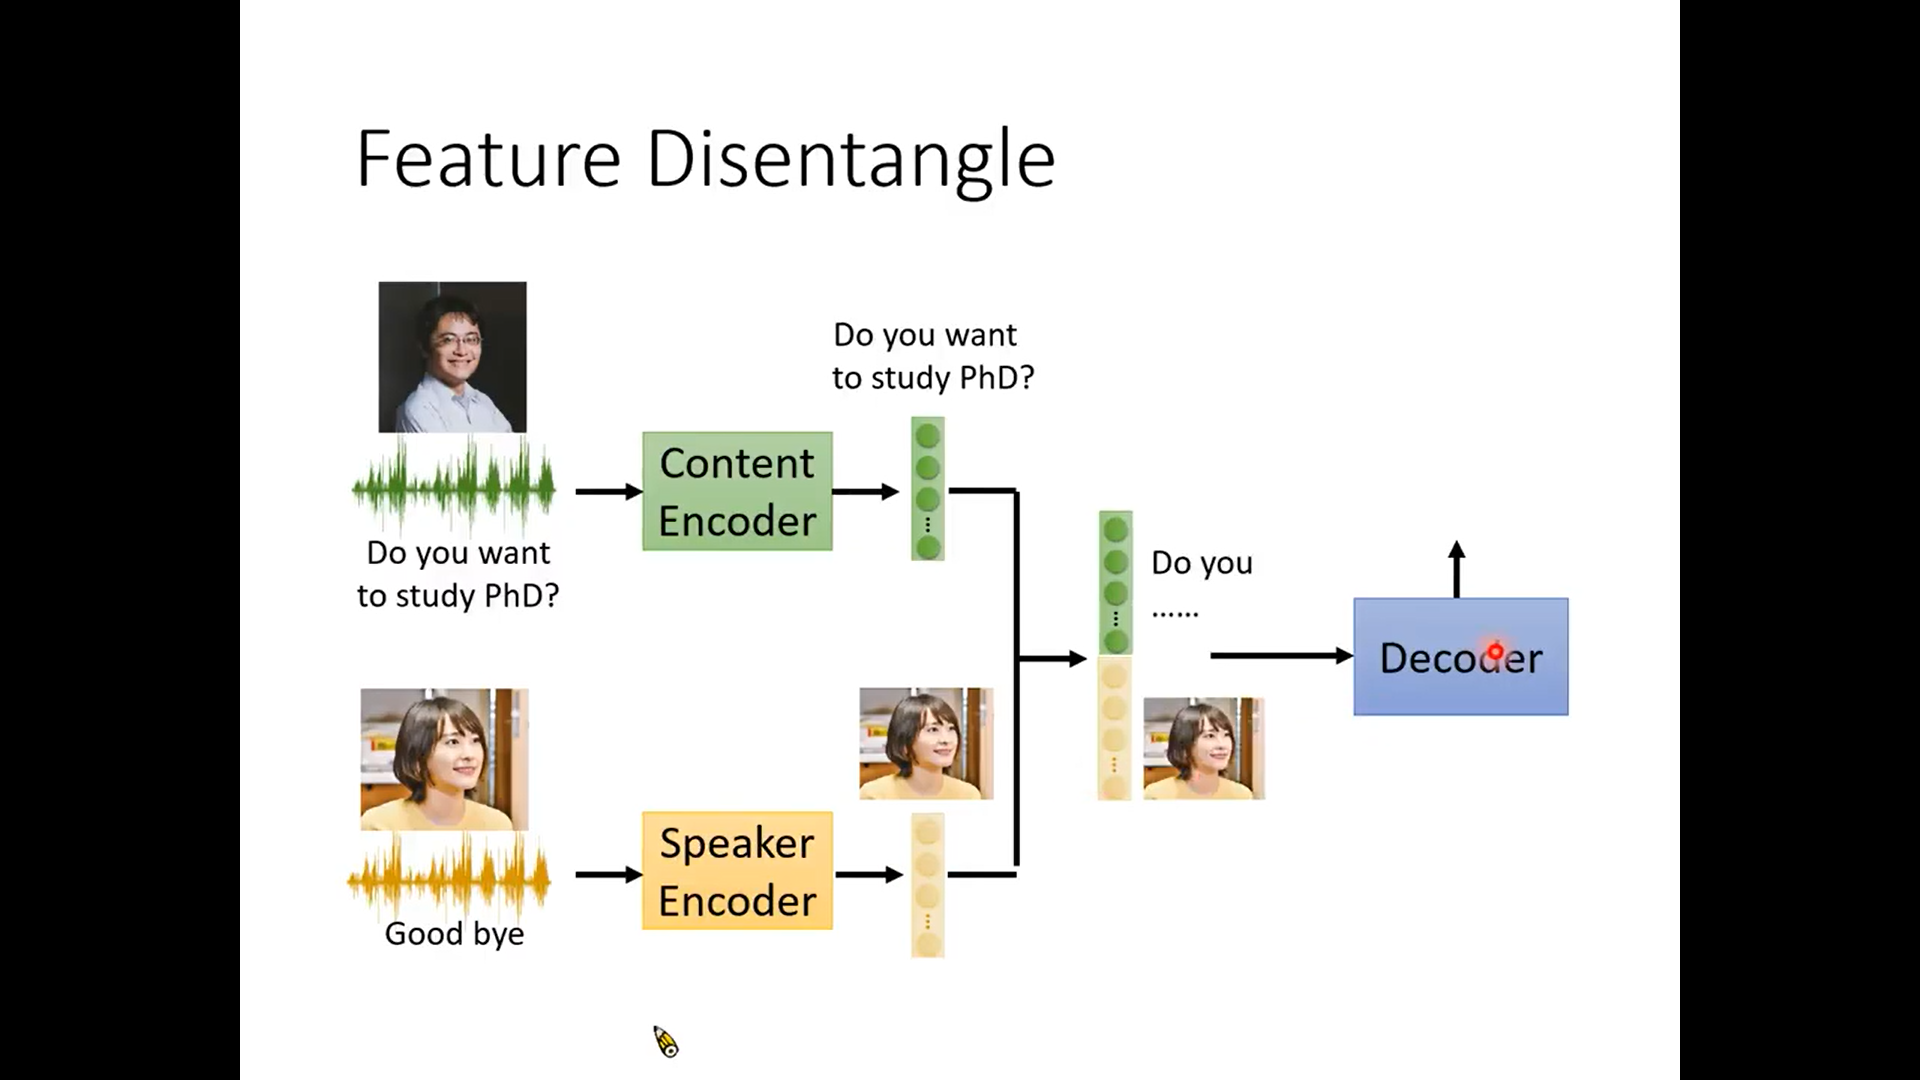 Feature Disentangle
Do you want
to study PhD?
Content
Encoder
Do you want
to study PhD?
Do you
......
Decoder
Speaker
Encoder
Good bye